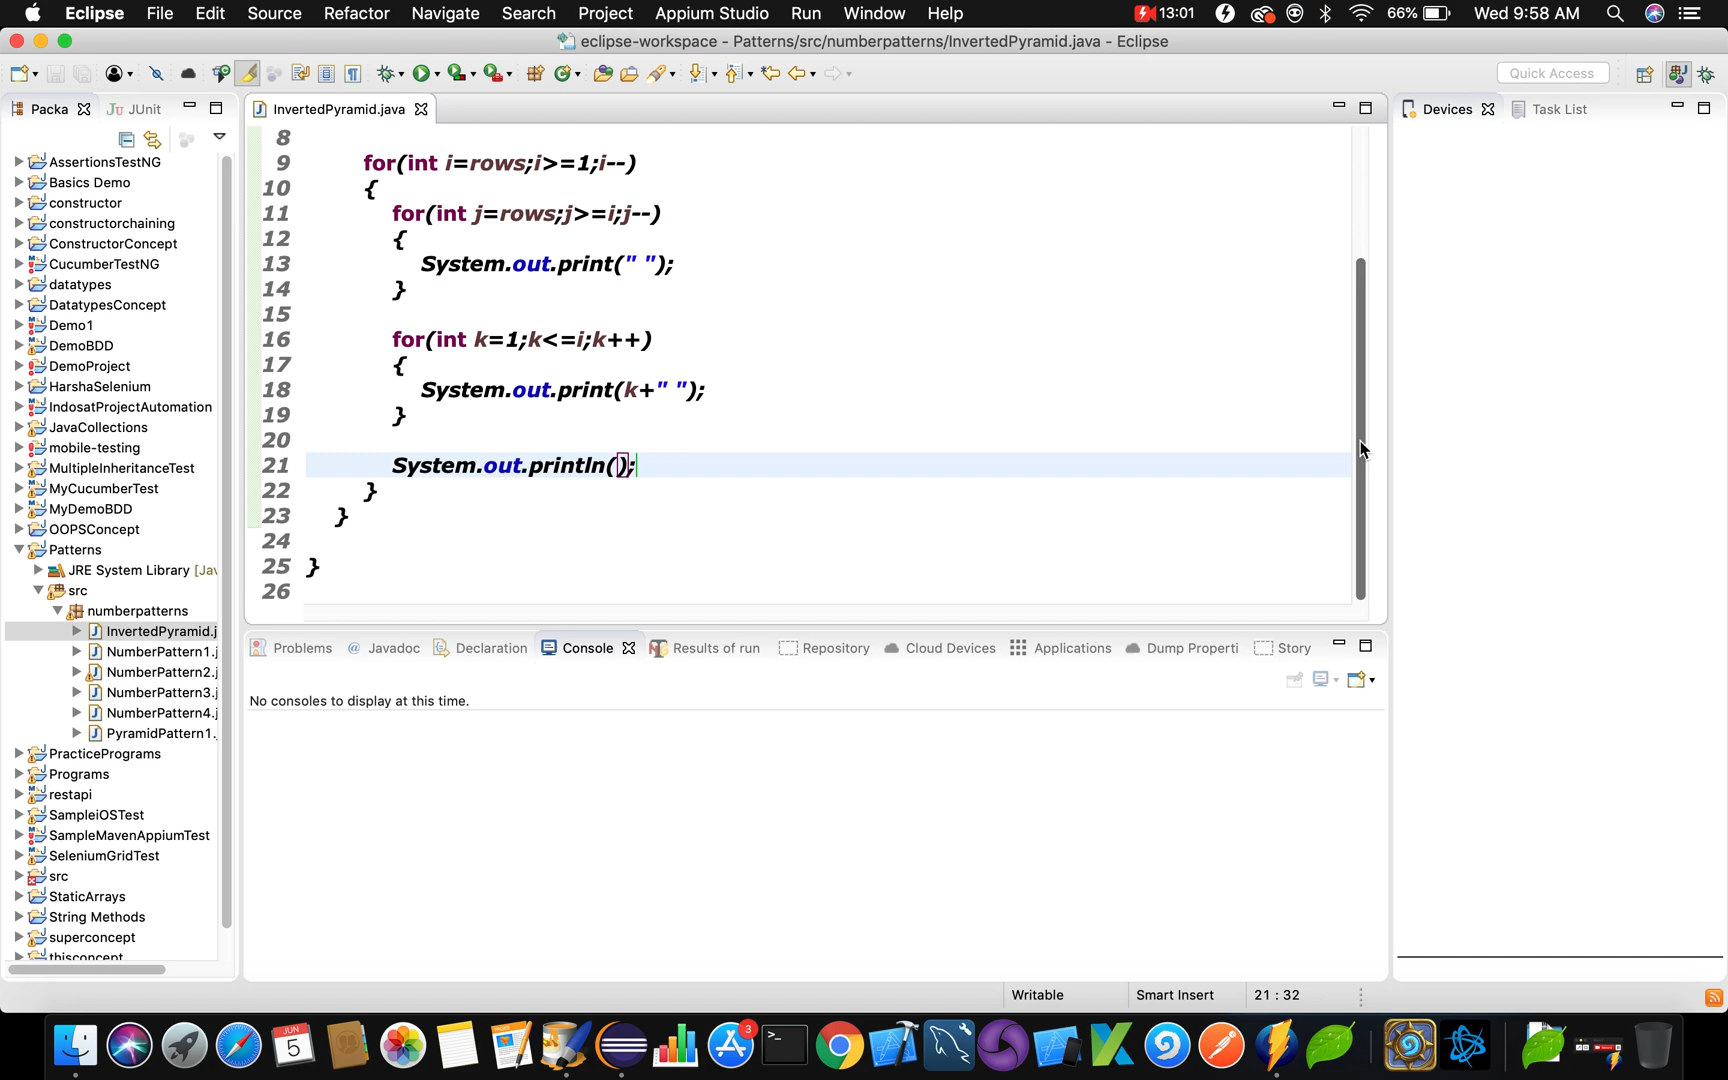 Eclipse File Edit Source Refactor Navigate Search Project Appium Studio Run Window Help 13:01 66% Wed 9:58 AM
eclipse-workspace - Patterns/src/numberpatterns/InvertedPyramid.java - Eclipse
Quick Access
Packa JUnit
InvertedPyramid.java
Devices Task List
AssertionsTestNG
Basics Demo
constructor
constructorchaining
ConstructorConcept
CucumberTestNG
datatypes
DatatypesConcept
Demo1
DemoBDD
DemoProject
HarshaSelenium
IndosatProjectAutomation
JavaCollections
mobile-testing
MultipleInheritanceTest
MyCucumberTest
MyDemoBDD
OOPSConcept
Patterns
JRE System Library [Jav
src
numberpatterns
InvertedPyramid.j
NumberPattern1.j
NumberPattern2.j
NumberPattern3.j
NumberPattern4.j
PyramidPattern1.
PracticePrograms
Programs
restapi
SampleiOSTest
SampleMavenAppiumTest
SeleniumGridTest
src
StaticArrays
String Methods
superconcept
thisconcept
8
9 for(int i=rows;i>=1;i--)
10 {
11 for(int j=rows;j>=i;j--)
12 {
13 System.out.print(" ");
14 }
15
16 for(int k=1;k<=i;k++)
17 {
18 System.out.print(k+" ");
19 }
20
21 System.out.println();
22 }
23 }
24
25 }
26
Problems @ Javadoc Declaration Console Results of run Repository Cloud Devices Applications Dump Properti Story
No consoles to display at this time.
Writable Smart Insert 21 : 32
JUN
5
3